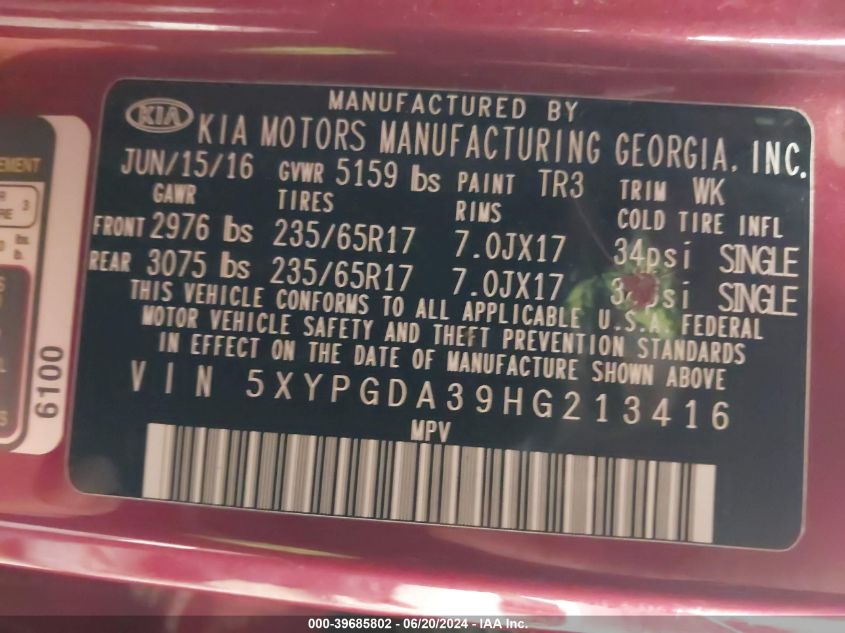 MANUFACTURED BY
KIA KIA MOTORS MANUFACTURING GEORGIA, INC.
JUN/15/16 GVWR 5159 lbs PAINT TR3 TRIM WK
GAWR TIRES RIMS COLD TIRE INFL
FRONT 2976 lbs 235/65R17 7.0JX17 34psi SINGLE
REAR 3075 lbs 235/65R17 7.0JX17 SINGLE
THIS VEHICLE CONFORMS TO ALL APPLICABLE U.S.A. FEDERAL
MOTOR VEHICLE SAFETY AND THEFT PREVENTION STANDARDS
IN EFFECT ON THE DATE OF MANUFACTURE SHOWN ABOVE
VIN 5XYPGDA39HG213416
MPV
6100
000-39685802 - 06/20/2024 - IAA Inc.